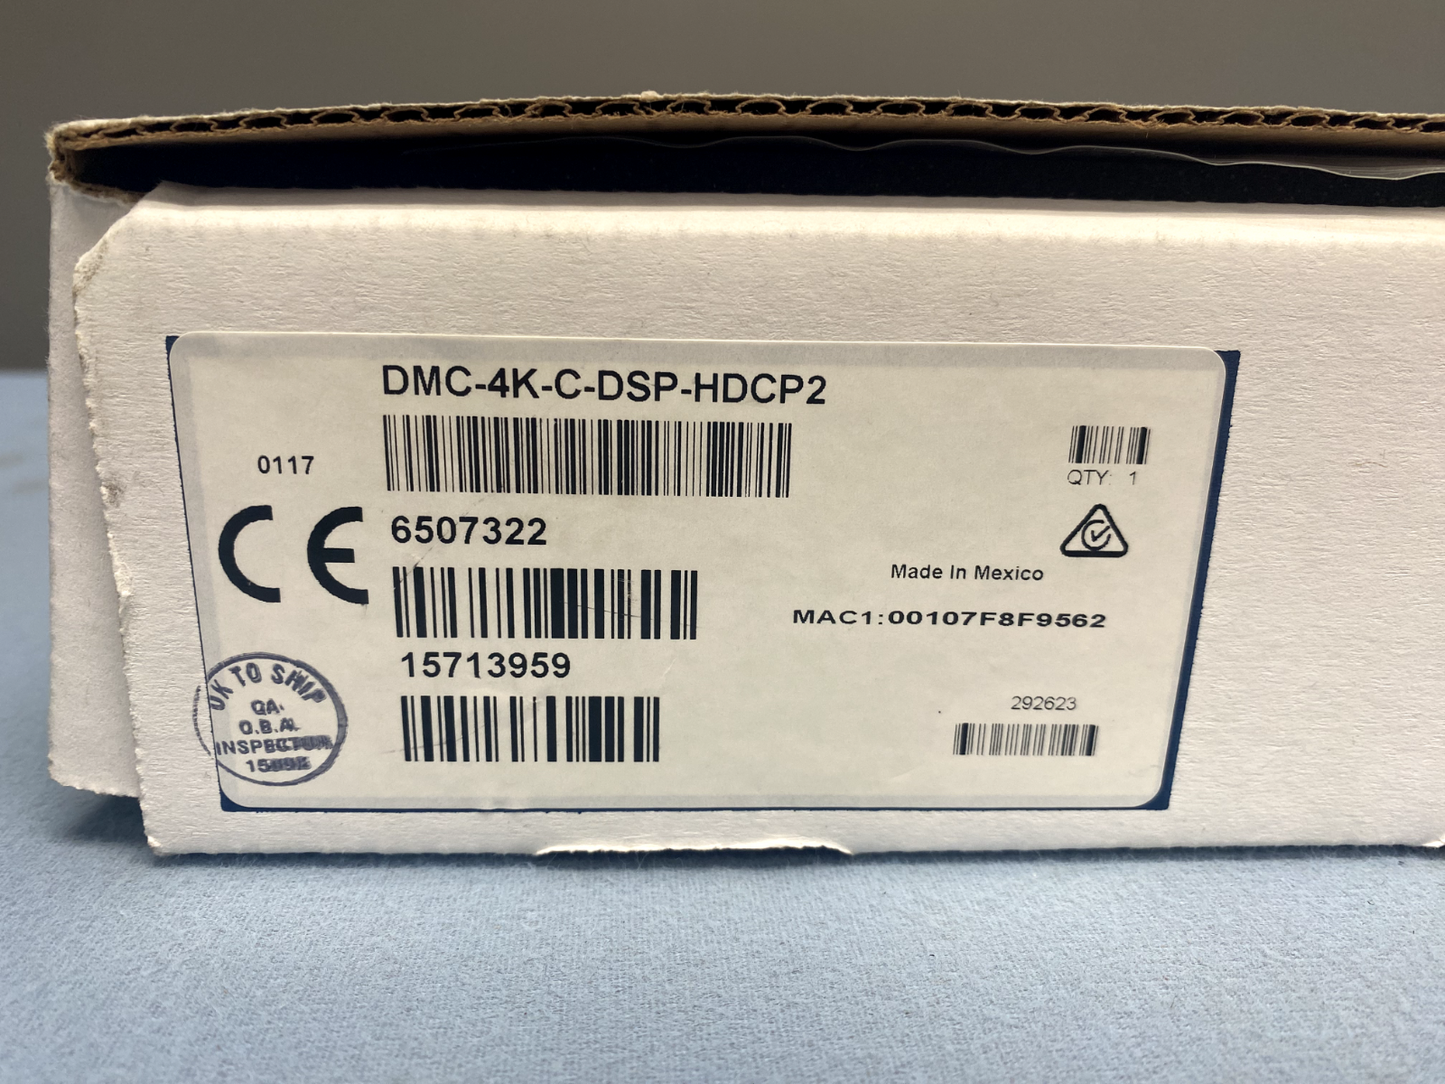 DMC-4K-C-DSP-HDCP2
0117
QTY: 1
CE
6507322
Made In Mexico
MAC1:00107F8F9562
15713959
OK TO SHIP
QA.
O.B.A.
INSPECTOR
292623